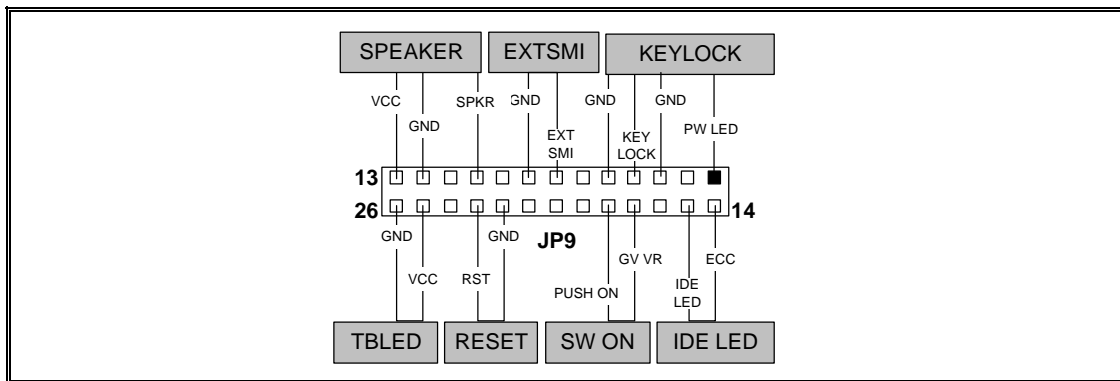 SPEAKER EXTSMI KEYLOCK
VCC SPKR GND GND GND
GND EXT KEY PW LED
SMI LOCK
13
26 14
GND GND JP9 GV VR ECC
VCC RST IDE
PUSH ON LED
TBLED RESET SW ON IDE LED